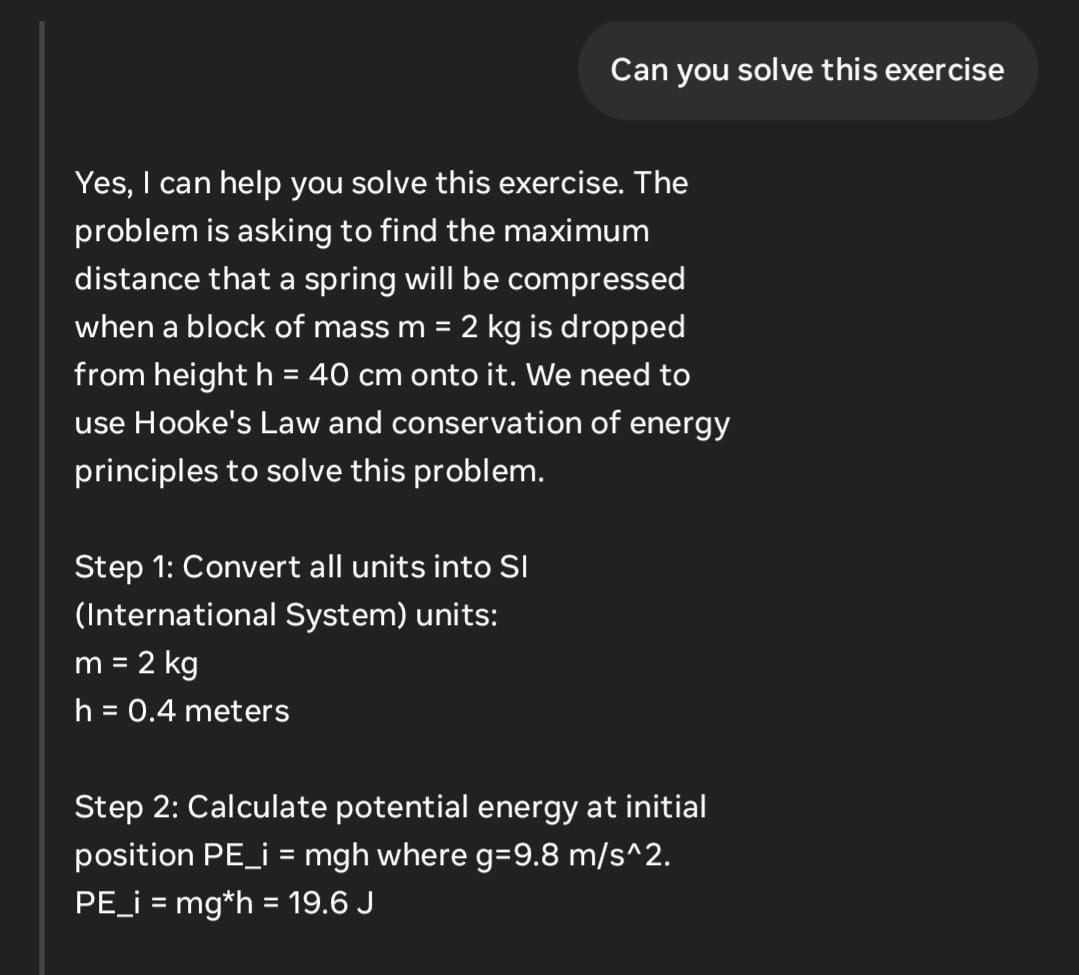 Can you solve this exercise
Yes, I can help you solve this exercise. The
problem is asking to find the maximum
distance that a spring will be compressed
when a block of mass m = 2 kg is dropped
from height h = 40 cm onto it. We need to
use Hooke's Law and conservation of energy
principles to solve this problem.
Step 1: Convert all units into SI
(International System) units:
m = 2 kg
h = 0.4 meters
Step 2: Calculate potential energy at initial
position PE_i = mgh where g=9.8 m/s^2.
PE_i = mg*h = 19.6 J